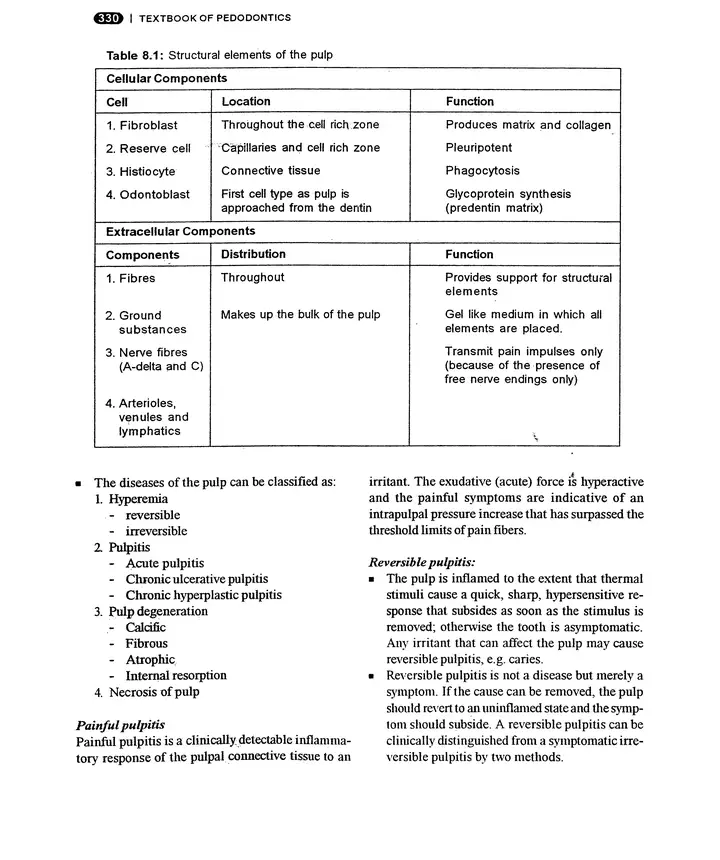 330 | TEXTBOOK OF PEDODONTICS
Table 8.1: Structural elements of the pulp
Cellular Components
Cell Location Function
1. Fibroblast Throughout the cell rich zone Produces matrix and collagen
2. Reserve cell Capillaries and cell rich zone Pleuripotent
3. Histiocyte Connective tissue Phagocytosis
4. Odontoblast First cell type as pulp is Glycoprotein synthesis
approached from the dentin (predentin matrix)
Extracellular Components
Components Distribution Function
1. Fibres Throughout Provides support for structural
elements
2. Ground Makes up the bulk of the pulp Gel like medium in which all
substances elements are placed.
3. Nerve fibres Transmit pain impulses only
(A-delta and C) (because of the presence of
free nerve endings only)
4. Arterioles,
venules and
lymphatics
▪ The diseases of the pulp can be classified as:
1. Hyperemia
- reversible
- irreversible
2. Pulpitis
- Acute pulpitis
- Chronic ulcerative pulpitis
- Chronic hyperplastic pulpitis
3. Pulp degeneration
- Calcific
- Fibrous
- Atrophic
- Internal resorption
4. Necrosis of pulp
Painful pulpitis
Painful pulpitis is a clinically detectable inflamma-
tory response of the pulpal connective tissue to an
irritant. The exudative (acute) force is hyperactive
and the painful symptoms are indicative of an
intrapulpal pressure increase that has surpassed the
threshold limits of pain fibers.
Reversible pulpitis:
▪ The pulp is inflamed to the extent that thermal
stimuli cause a quick, sharp, hypersensitive re-
sponse that subsides as soon as the stimulus is
removed; otherwise the tooth is asymptomatic.
Any irritant that can affect the pulp may cause
reversible pulpitis, e.g. caries.
▪ Reversible pulpitis is not a disease but merely a
symptom. If the cause can be removed, the pulp
should revert to an uninflamed state and the symp-
tom should subside. A reversible pulpitis can be
clinically distinguished from a symptomatic irre-
versible pulpitis by two methods.